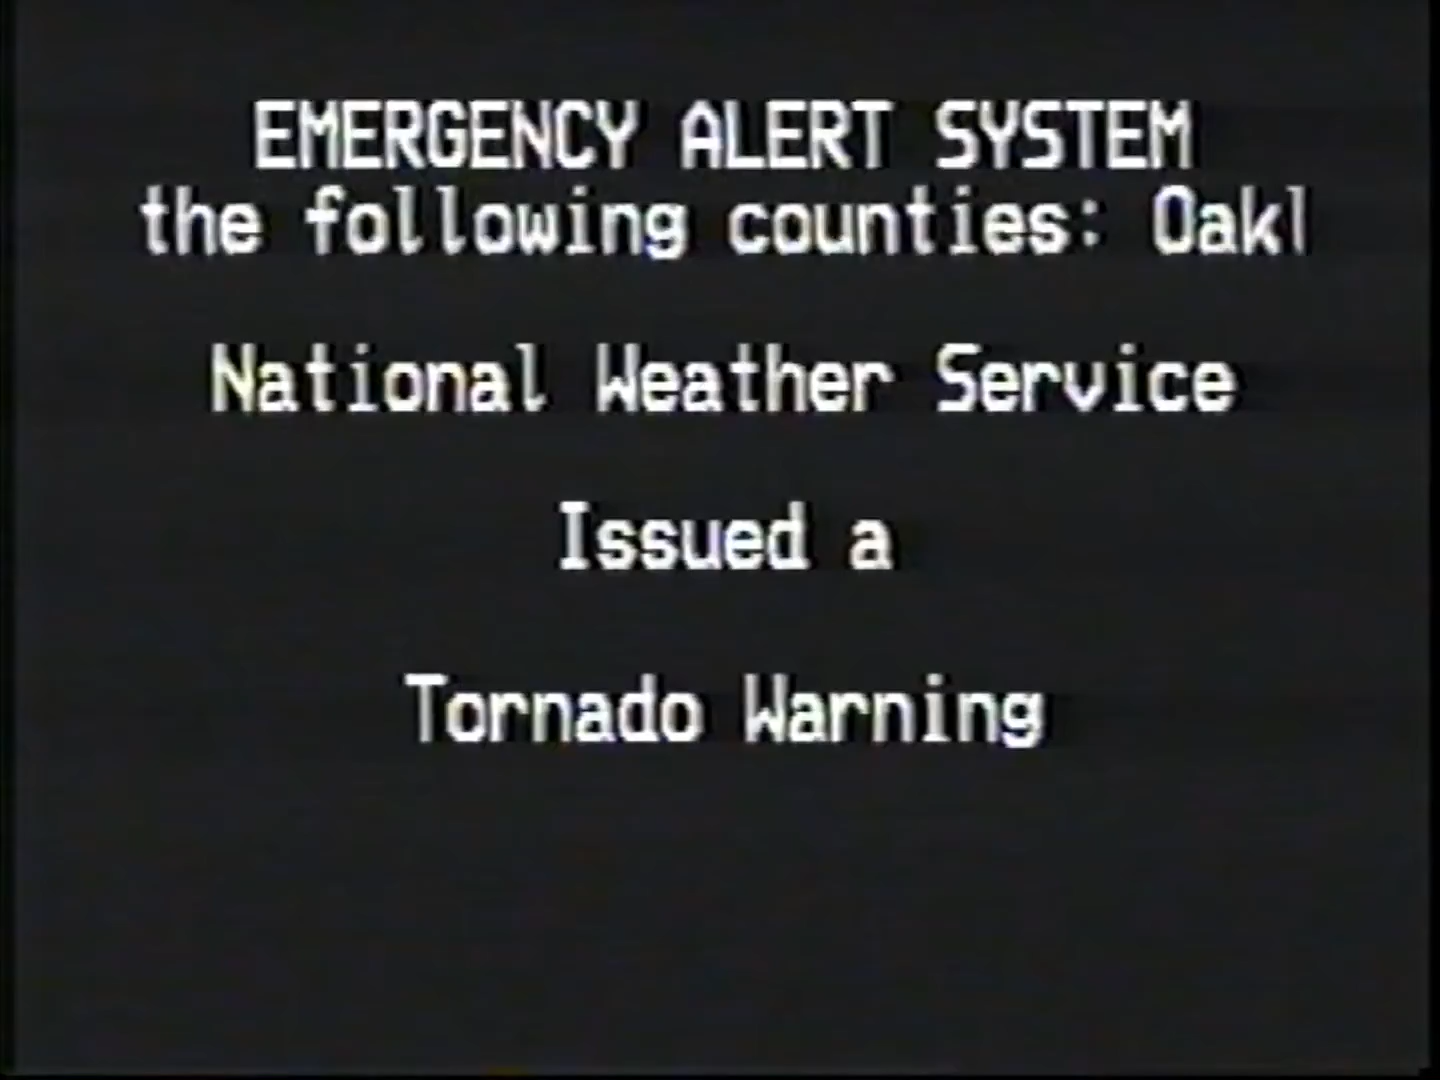 EMERGENCY ALERT SYSTEM
the following counties: Oakl
National Weather Service
Issued a
Tornado Warning